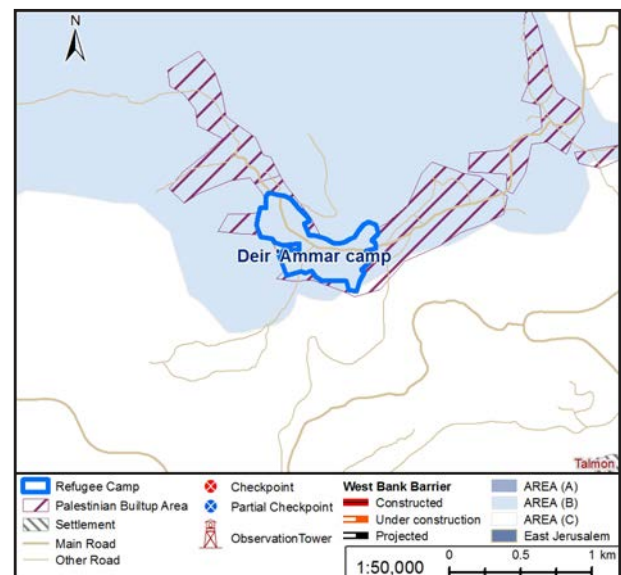 N
Deir 'Ammar camp
Talmon
Refugee Camp
Palestinian Builtup Area
Settlement
Main Road
Other Road
Checkpoint
Partial Checkpoint
ObservationTower
West Bank Barrier
Constructed
Under construction
Projected
AREA (A)
AREA (B)
AREA (C)
East Jerusalem
1:50,000
0 0.5 1 km